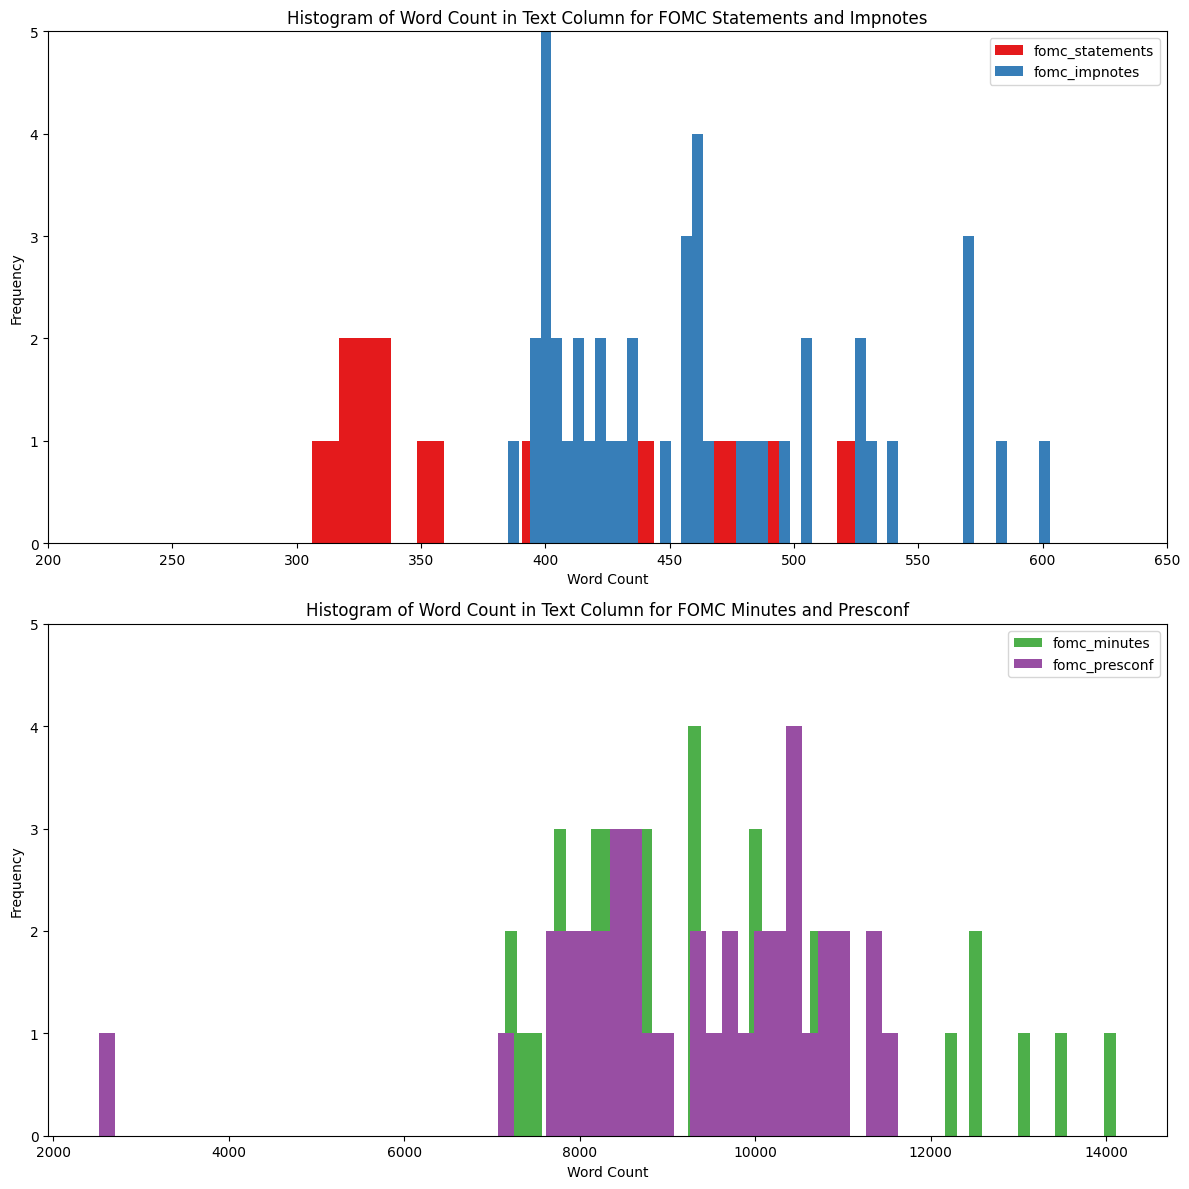 Histogram of Word Count in Text Column for FOMC Statements and Impnotes
5
4
3
2
1
0
Frequency
fomc_statements
fomc_impnotes
200 250 300 350 400 450 500 550 600 650
Word Count
Histogram of Word Count in Text Column for FOMC Minutes and Presconf
5
4
3
2
1
0
Frequency
fomc_minutes
fomc_presconf
2000 4000 6000 8000 10000 12000 14000
Word Count